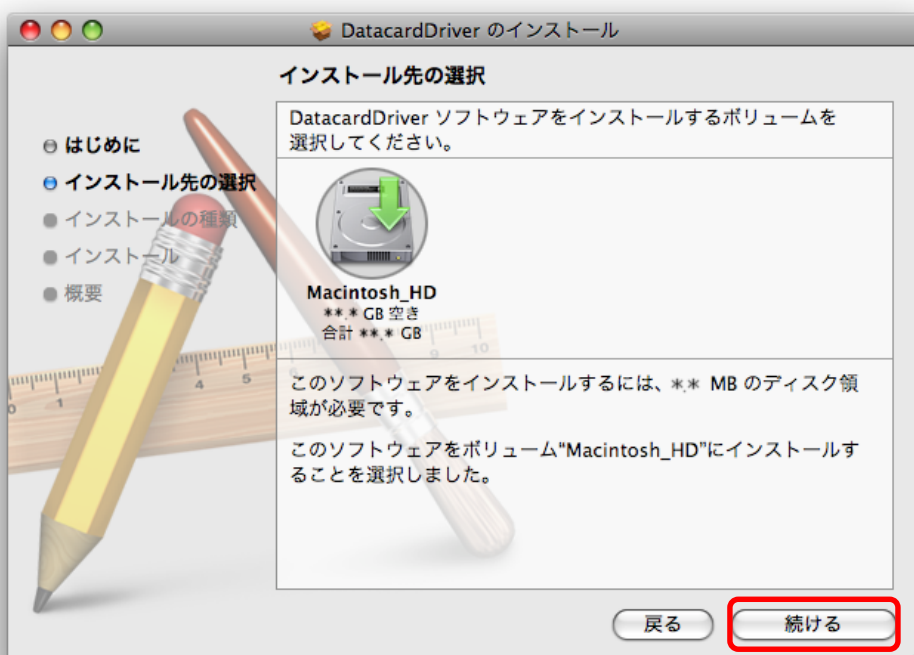 DatacardDriver のインストール
インストール先の選択
はじめに
インストール先の選択
インストールの種類
インストール
概要
DatacardDriver ソフトウェアをインストールするボリュームを
選択してください。
Macintosh_HD
**.* GB 空き
合計 **.* GB
0 1 4 5 9 10
このソフトウェアをインストールするには、**.* MB のディスク領
域が必要です。
このソフトウェアをボリューム“Macintosh_HD”にインストールす
ることを選択しました。
戻る
続ける